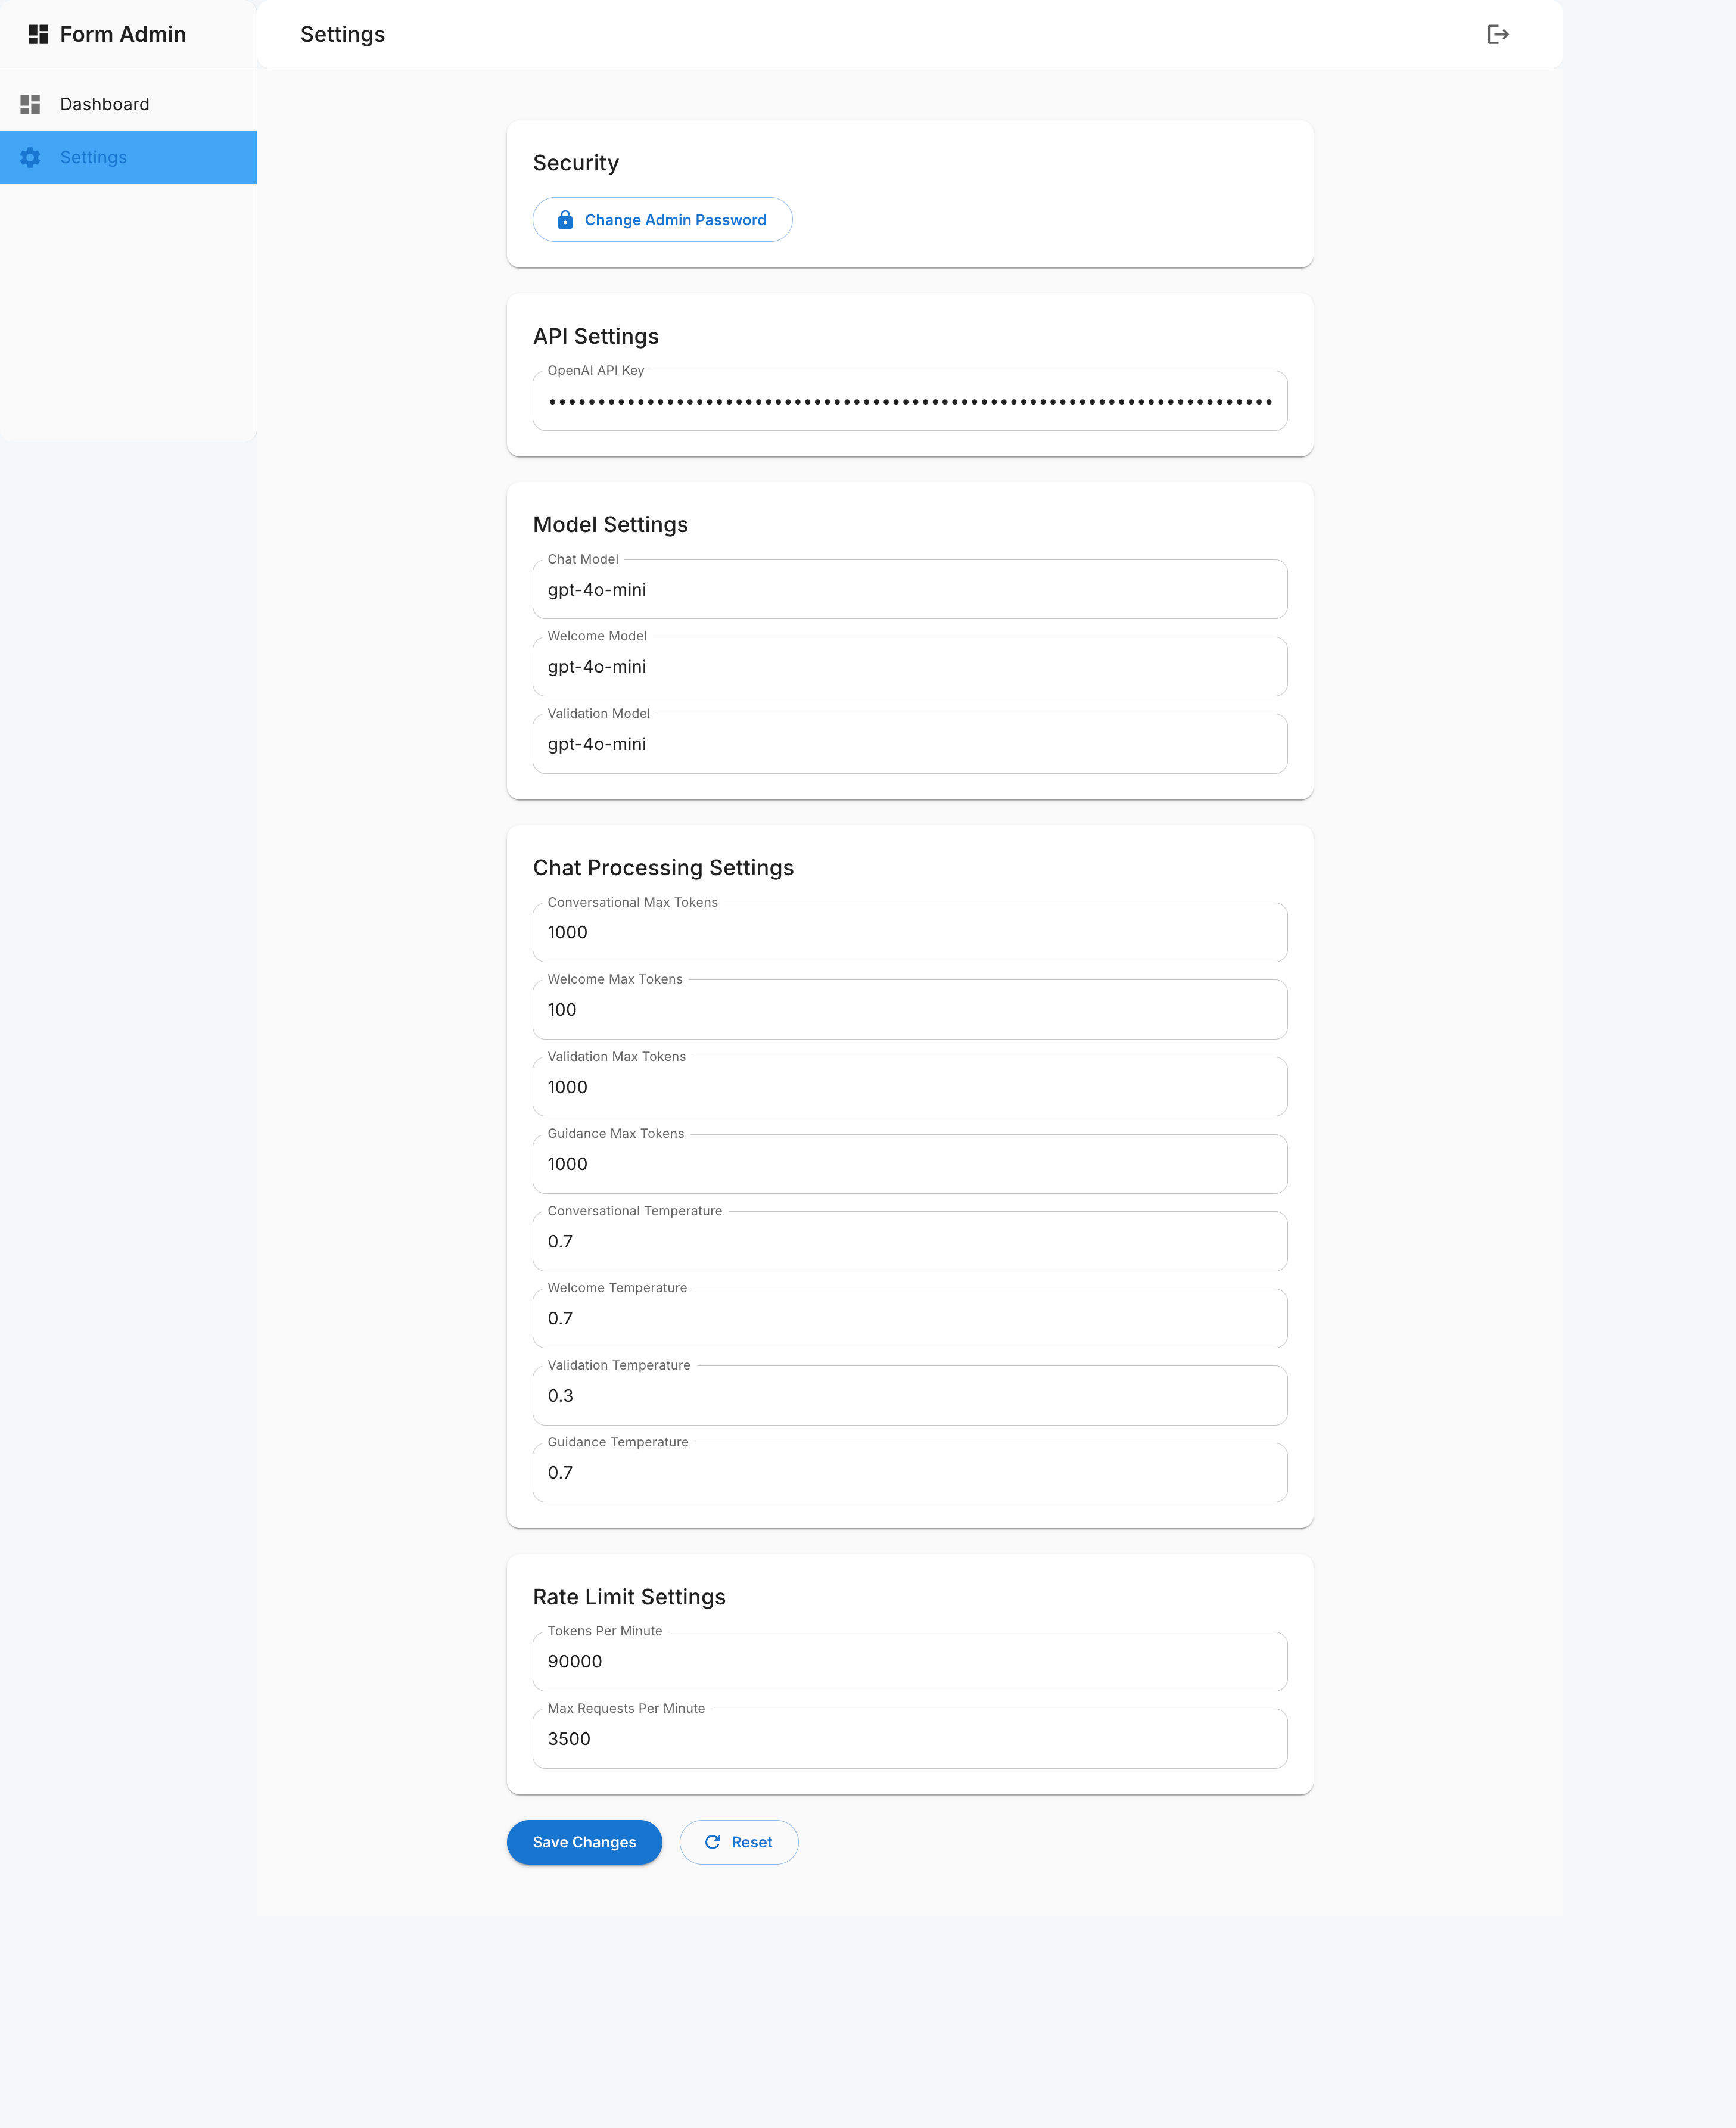 Form Admin
Settings
Dashboard
Settings
Security
Change Admin Password
API Settings
OpenAI API Key
••••••••••••••••••••••••••••••••••••••••••••••••••••••••••••••••••••••••••
Model Settings
Chat Model
gpt-4o-mini
Welcome Model
gpt-4o-mini
Validation Model
gpt-4o-mini
Chat Processing Settings
Conversational Max Tokens
1000
Welcome Max Tokens
100
Validation Max Tokens
1000
Guidance Max Tokens
1000
Conversational Temperature
0.7
Welcome Temperature
0.7
Validation Temperature
0.3
Guidance Temperature
0.7
Rate Limit Settings
Tokens Per Minute
90000
Max Requests Per Minute
3500
Save Changes
Reset